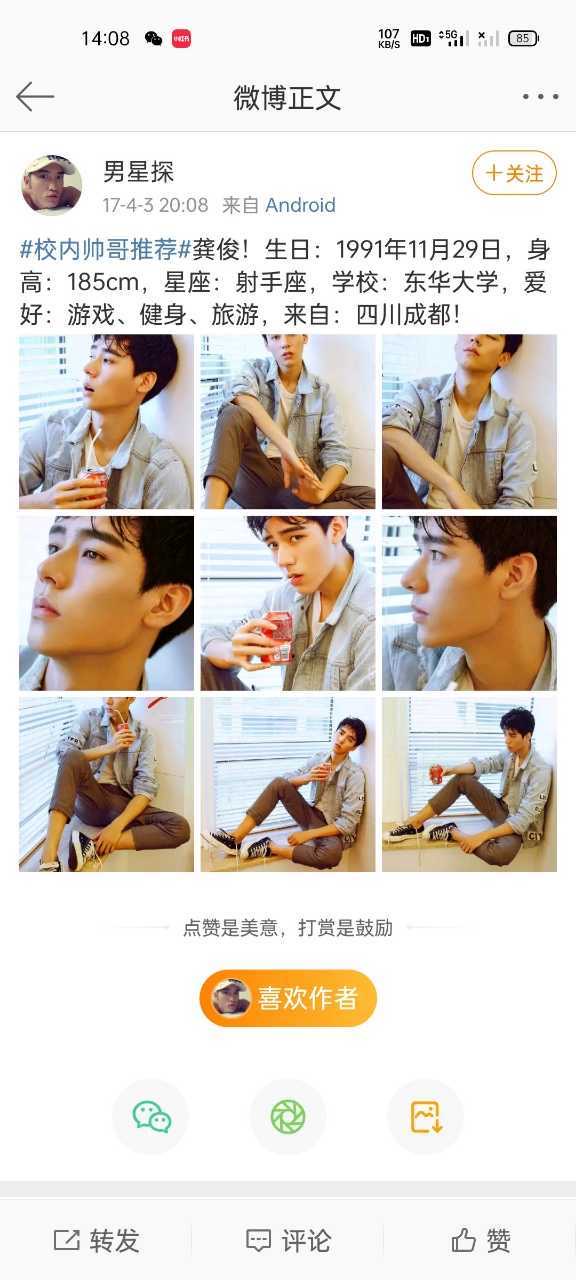 14:08
107
KB/S
HD1
5G
85
微博正文
男星探
+关注
17-4-3 20:08 来自 Android
#校内帅哥推荐#龚俊！生日：1991年11月29日，身
高：185cm，星座：射手座，学校：东华大学，爱
好：游戏、健身、旅游，来自：四川成都！
点赞是美意，打赏是鼓励
喜欢作者
转发
评论
赞